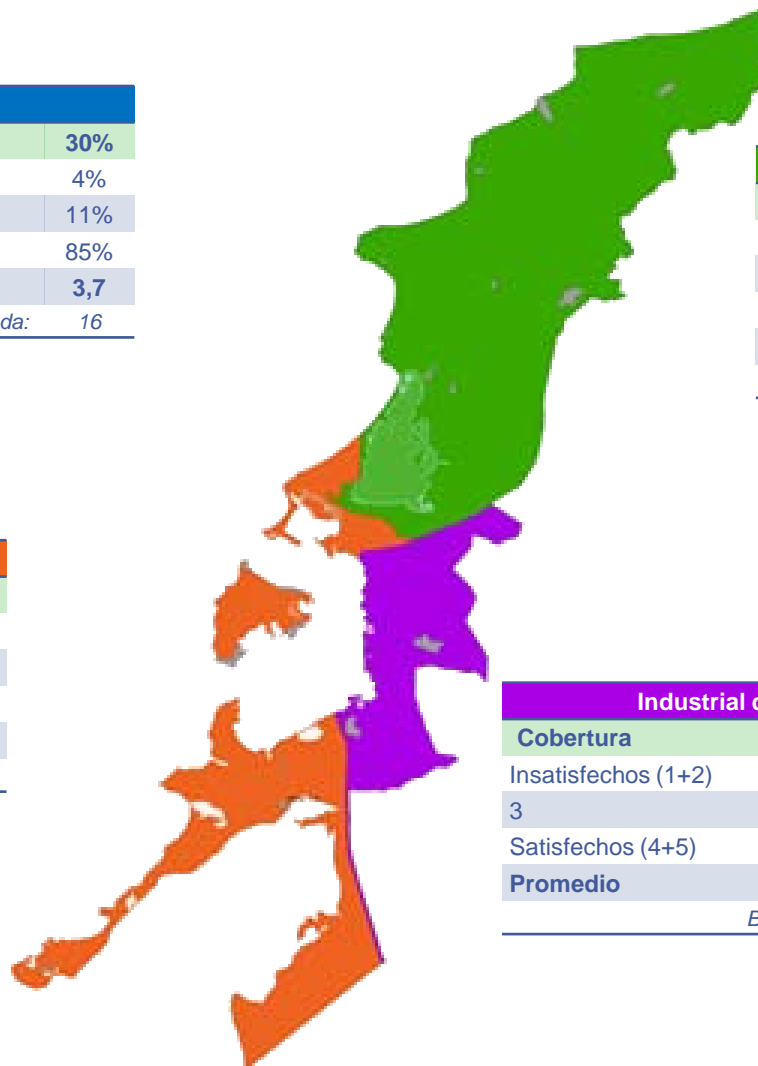 30%
4%
11%
85%
3,7
da: 16
Industrial
Cobertura
Insatisfechos (1+2)
3
Satisfechos (4+5)
Promedio